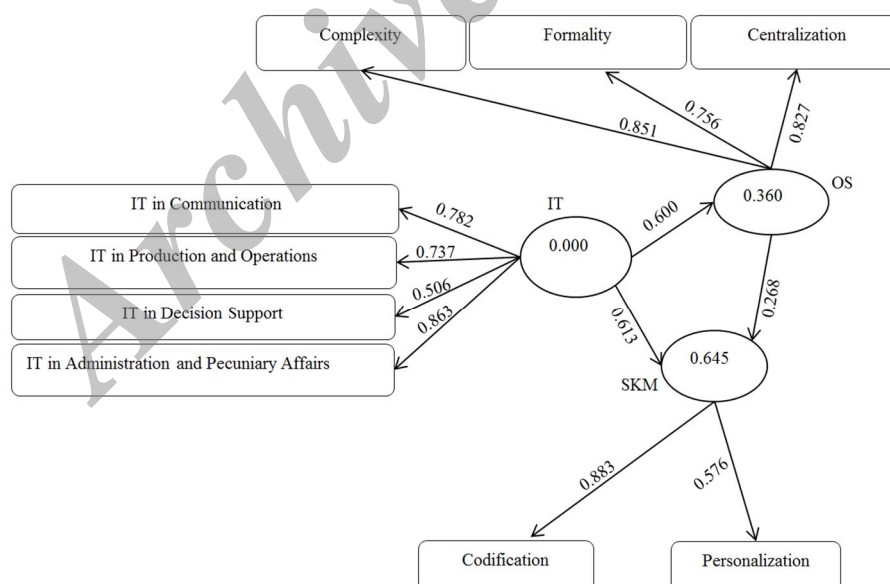 Complexity
Formality
Centralization
0.851
0.756
0.827
OS
0.360
IT
0.000
0.600
IT in Communication
0.782
IT in Production and Operations
0.737
IT in Decision Support
0.506
IT in Administration and Pecuniary Affairs
0.863
0.613
0.268
0.645
SKM
0.883
0.576
Codification
Personalization
Archive